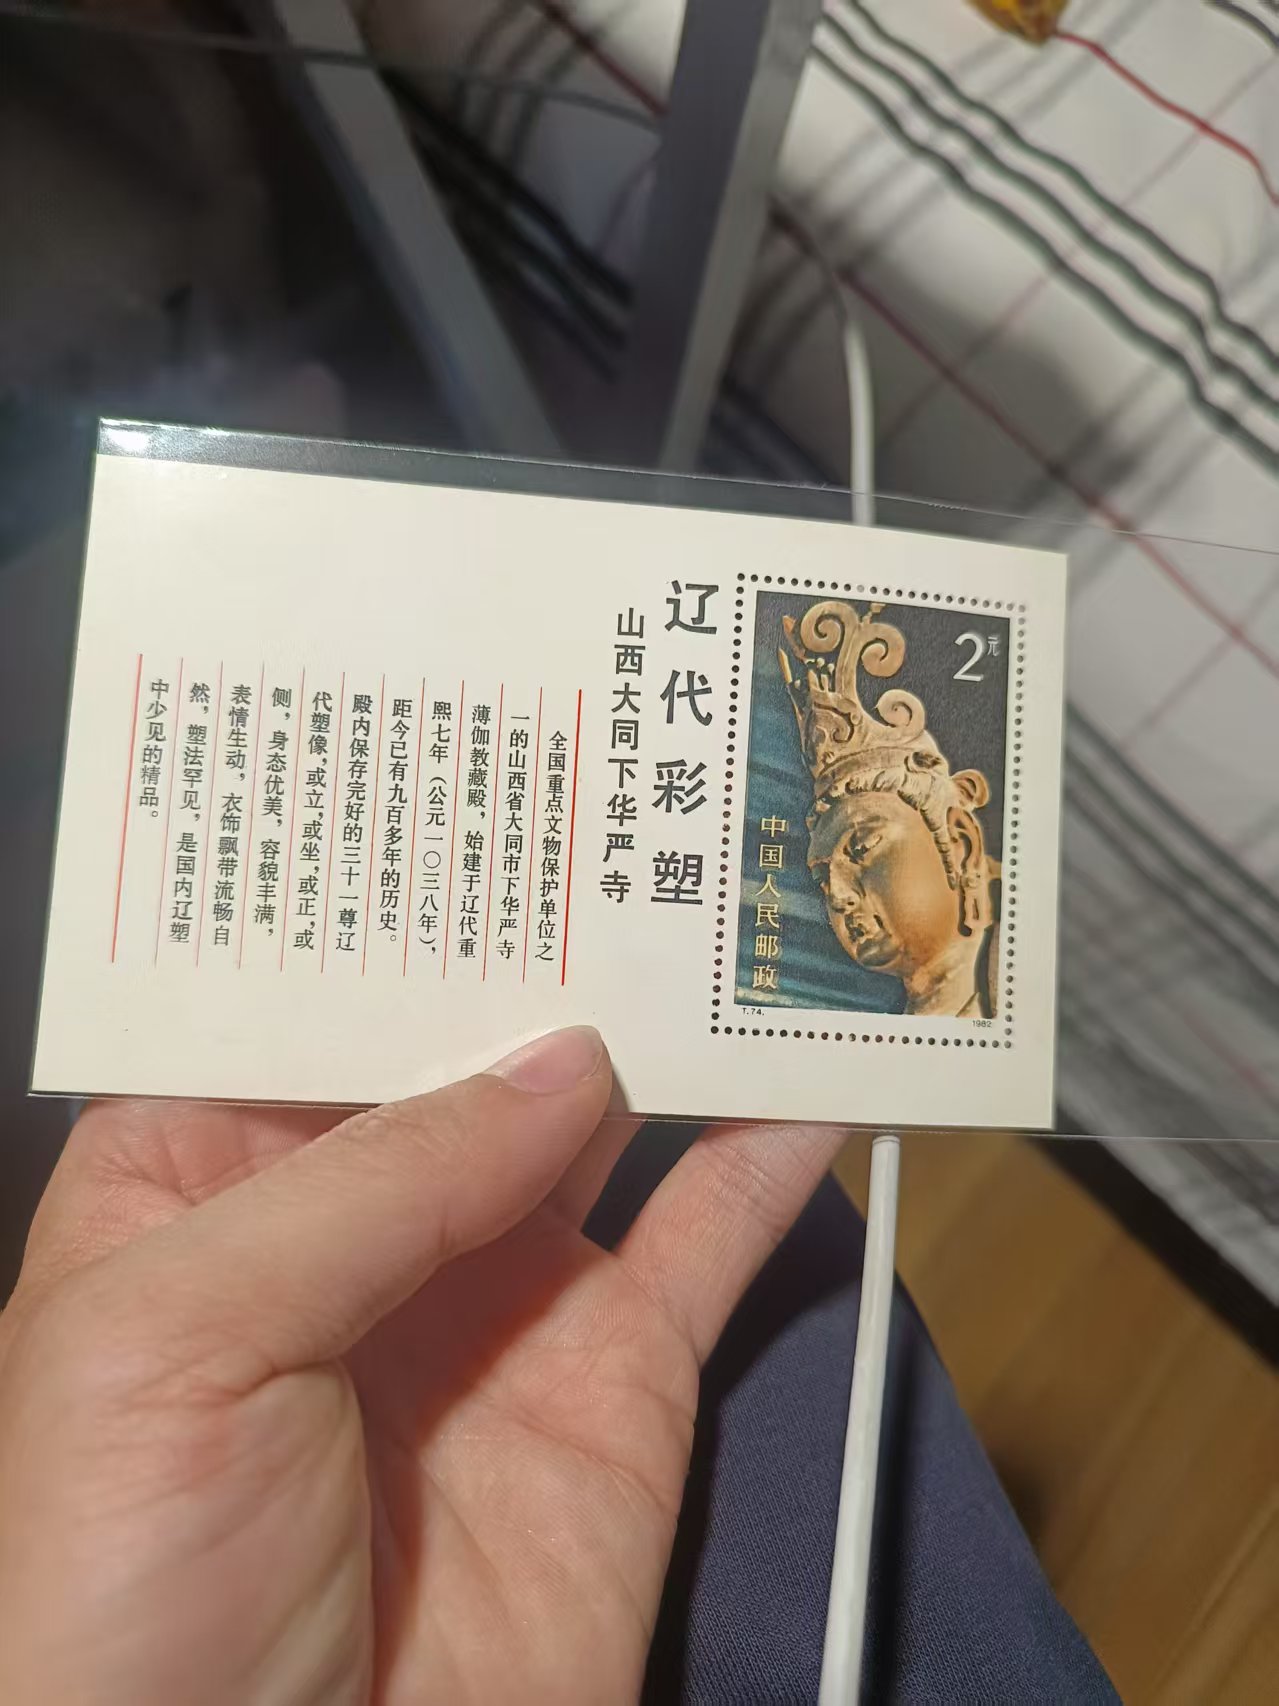 2元
中国人民邮政
T.74.
1982
辽代彩塑
山西大同下华严寺
全国重点文物保护单位之
一的山西省大同市下华严寺
薄伽教藏殿，始建于辽代重
熙七年（公元一〇三八年），
距今已有九百多年的历史。
殿内保存完好的三十一尊辽
代塑像，或立，或坐，或正，或
侧，身态优美，容貌丰满，
表情生动，衣饰飘带流畅自
然，塑法罕见，是国内辽塑
中少见的精品。